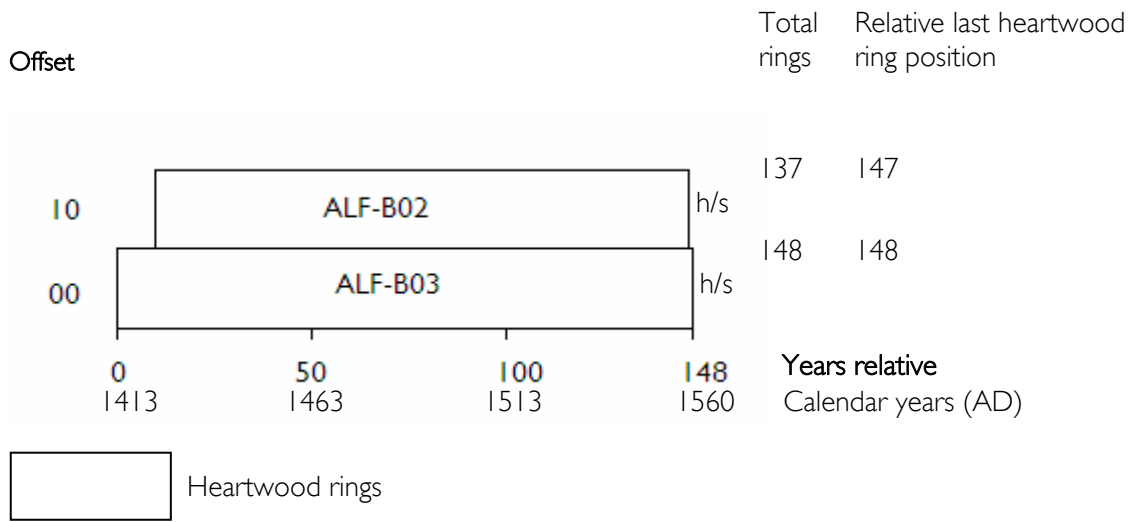 Total Relative last heartwood
Offset rings ring position
137 147
10 ALF-B02 h/s
148 148
00 ALF-B03 h/s
0 50 100 148 Years relative
1413 1463 1513 1560 Calendar years (AD)
Heartwood rings